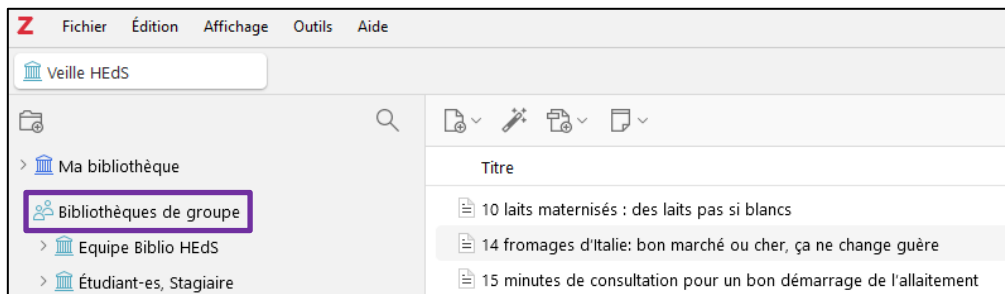 Z Fichier Édition Affichage Outils Aide
Veille HEdS
Ma bibliothèque
Bibliothèques de groupe
Equipe Biblio HEdS
Étudiant-es, Stagiaire
Titre
10 laits maternisés : des laits pas si blancs
14 fromages d'Italie: bon marché ou cher, ça ne change guère
15 minutes de consultation pour un bon démarrage de l'allaitement